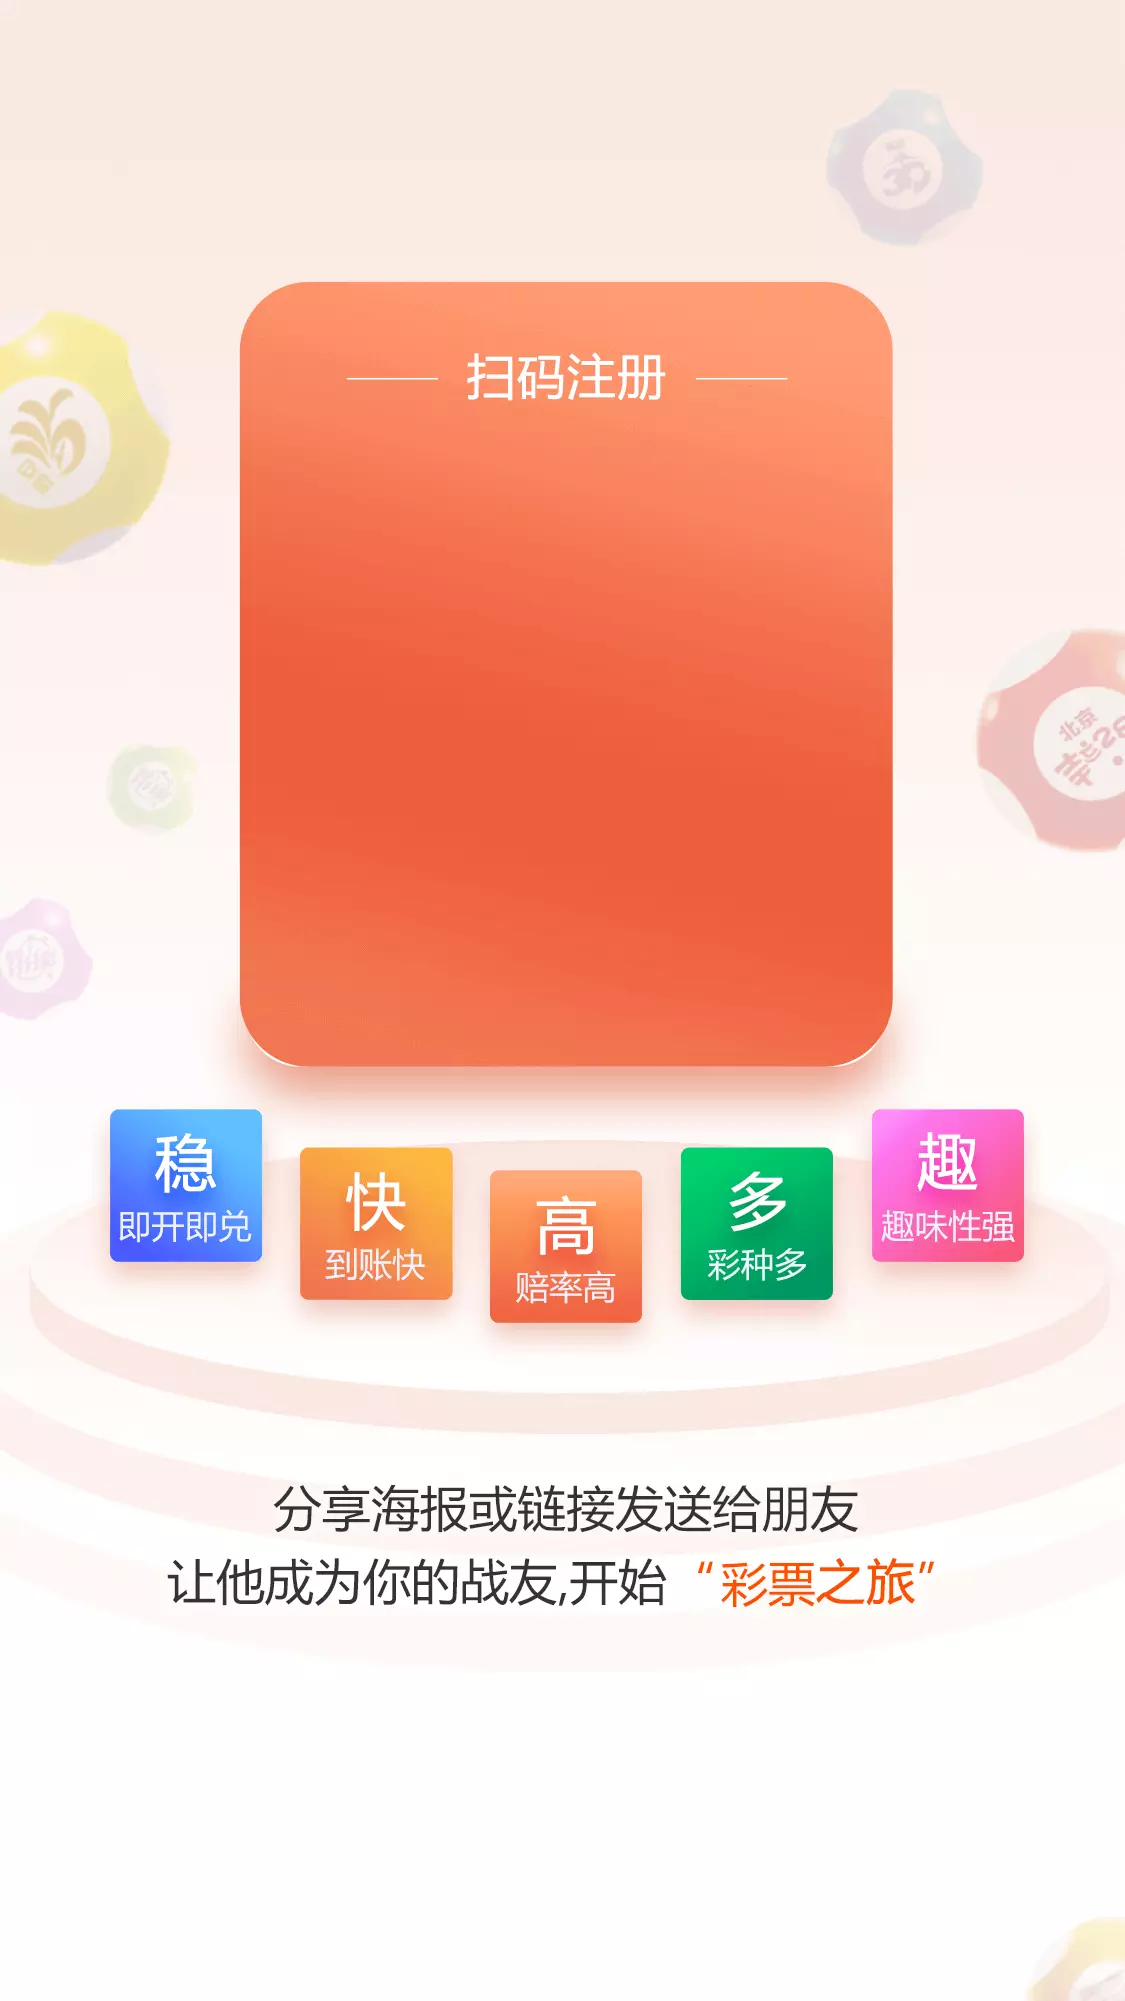 扫码注册
北京
稳
即开即兑
快
到账快
高
赔率高
多
彩种多
趣
趣味性强
分享海报或链接发送给朋友
让他成为你的战友,开始“彩票之旅”